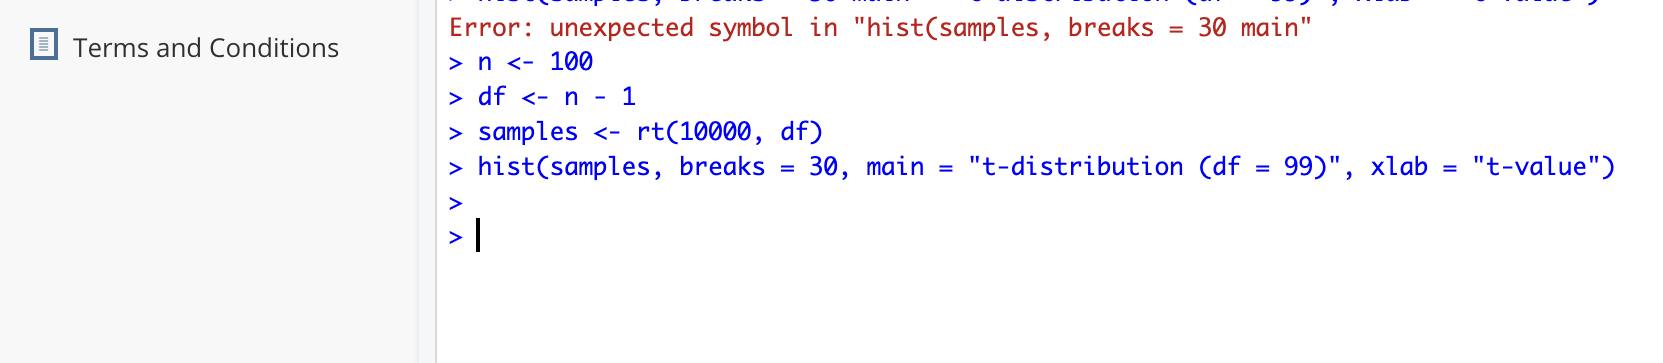 Terms and Conditions
Error: unexpected symbol in "hist(samples, breaks = 30 main"
> n <- 100
> df <- n - 1
> samples <- rt(10000, df)
> hist(samples, breaks = 30, main = "t-distribution (df = 99)", xlab = "t-value")
>
>